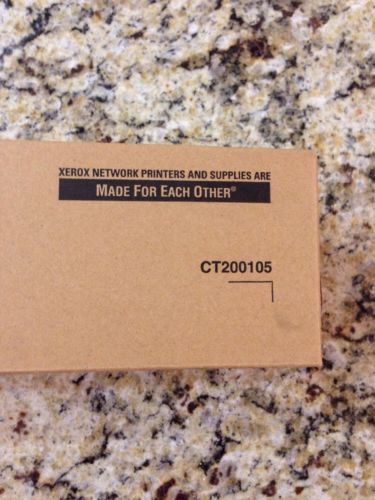 XEROX NETWORK PRINTERS AND SUPPLIES ARE
MADE FOR EACH OTHER®
CT200105